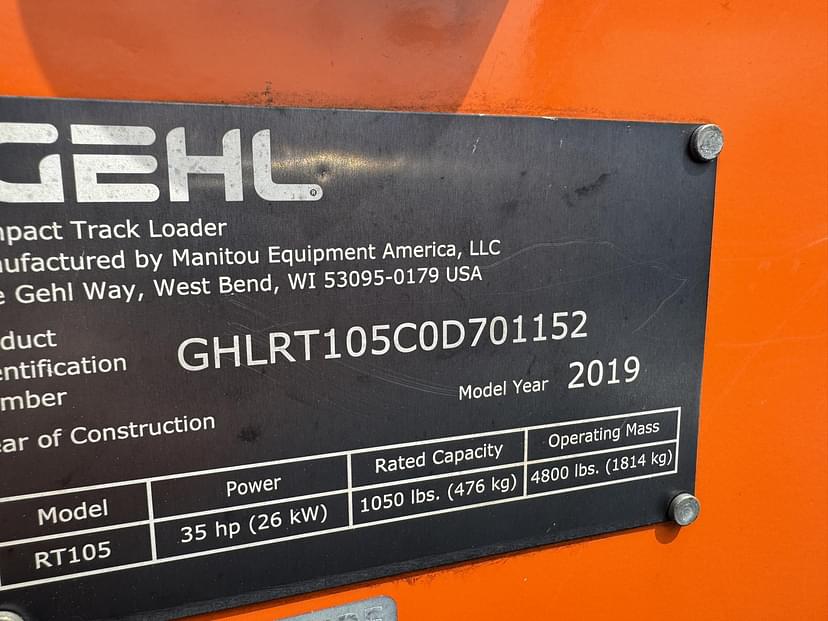 GEHL®
mpact Track Loader
nufactured by Manitou Equipment America, LLC
e Gehl Way, West Bend, WI 53095-0179 USA
duct
entification
mber
GHLRT105C0D701152
Model Year 2019
ear of Construction
Model Power Rated Capacity Operating Mass
RT105 35 hp (26 kW) 1050 lbs. (476 kg) 4800 lbs. (1814 kg)